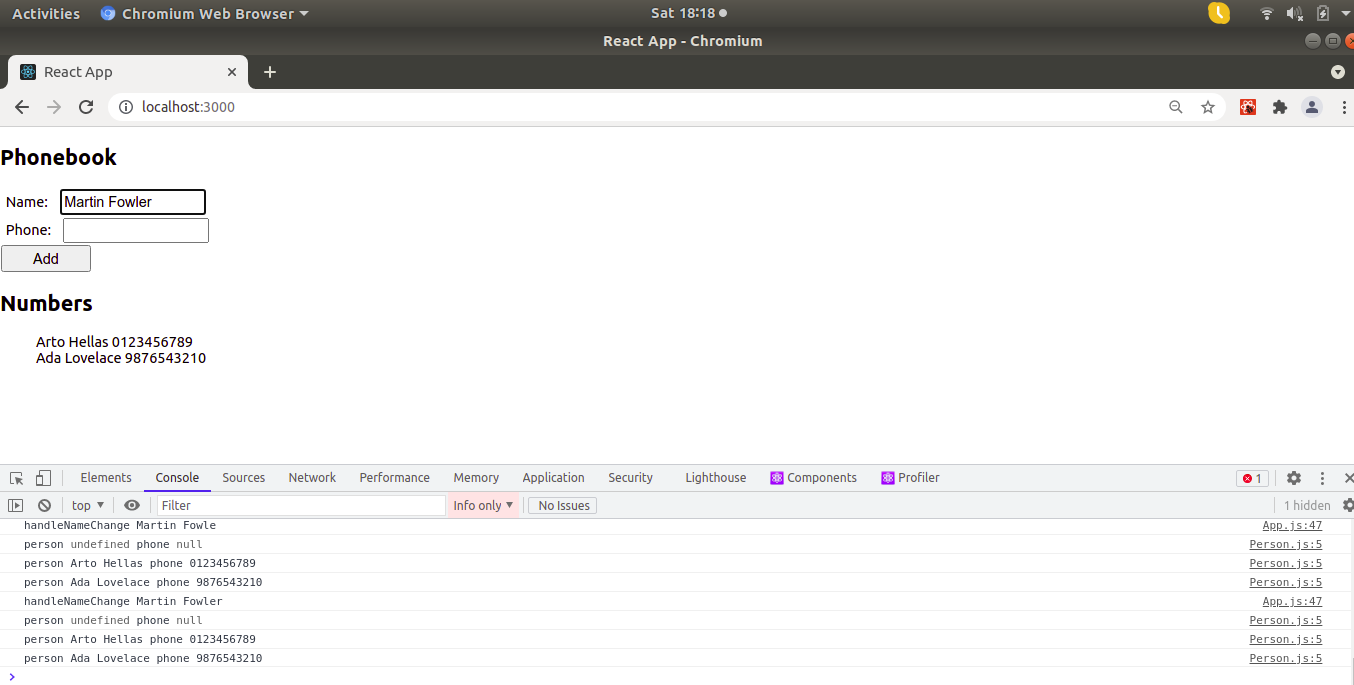 Activities Chromium Web Browser Sat 18:18
React App - Chromium
React App
localhost:3000
Phonebook
Name: Martin Fowler
Phone:
Add
Numbers
Arto Hellas 0123456789
Ada Lovelace 9876543210
Elements Console Sources Network Performance Memory Application Security Lighthouse Components Profiler 1
top Filter Info only No Issues 1 hidden
handleNameChange Martin Fowle App.js:47
person undefined phone null Person.js:5
person Arto Hellas phone 0123456789 Person.js:5
person Ada Lovelace phone 9876543210 Person.js:5
handleNameChange Martin Fowler App.js:47
person undefined phone null Person.js:5
person Arto Hellas phone 0123456789 Person.js:5
person Ada Lovelace phone 9876543210 Person.js:5